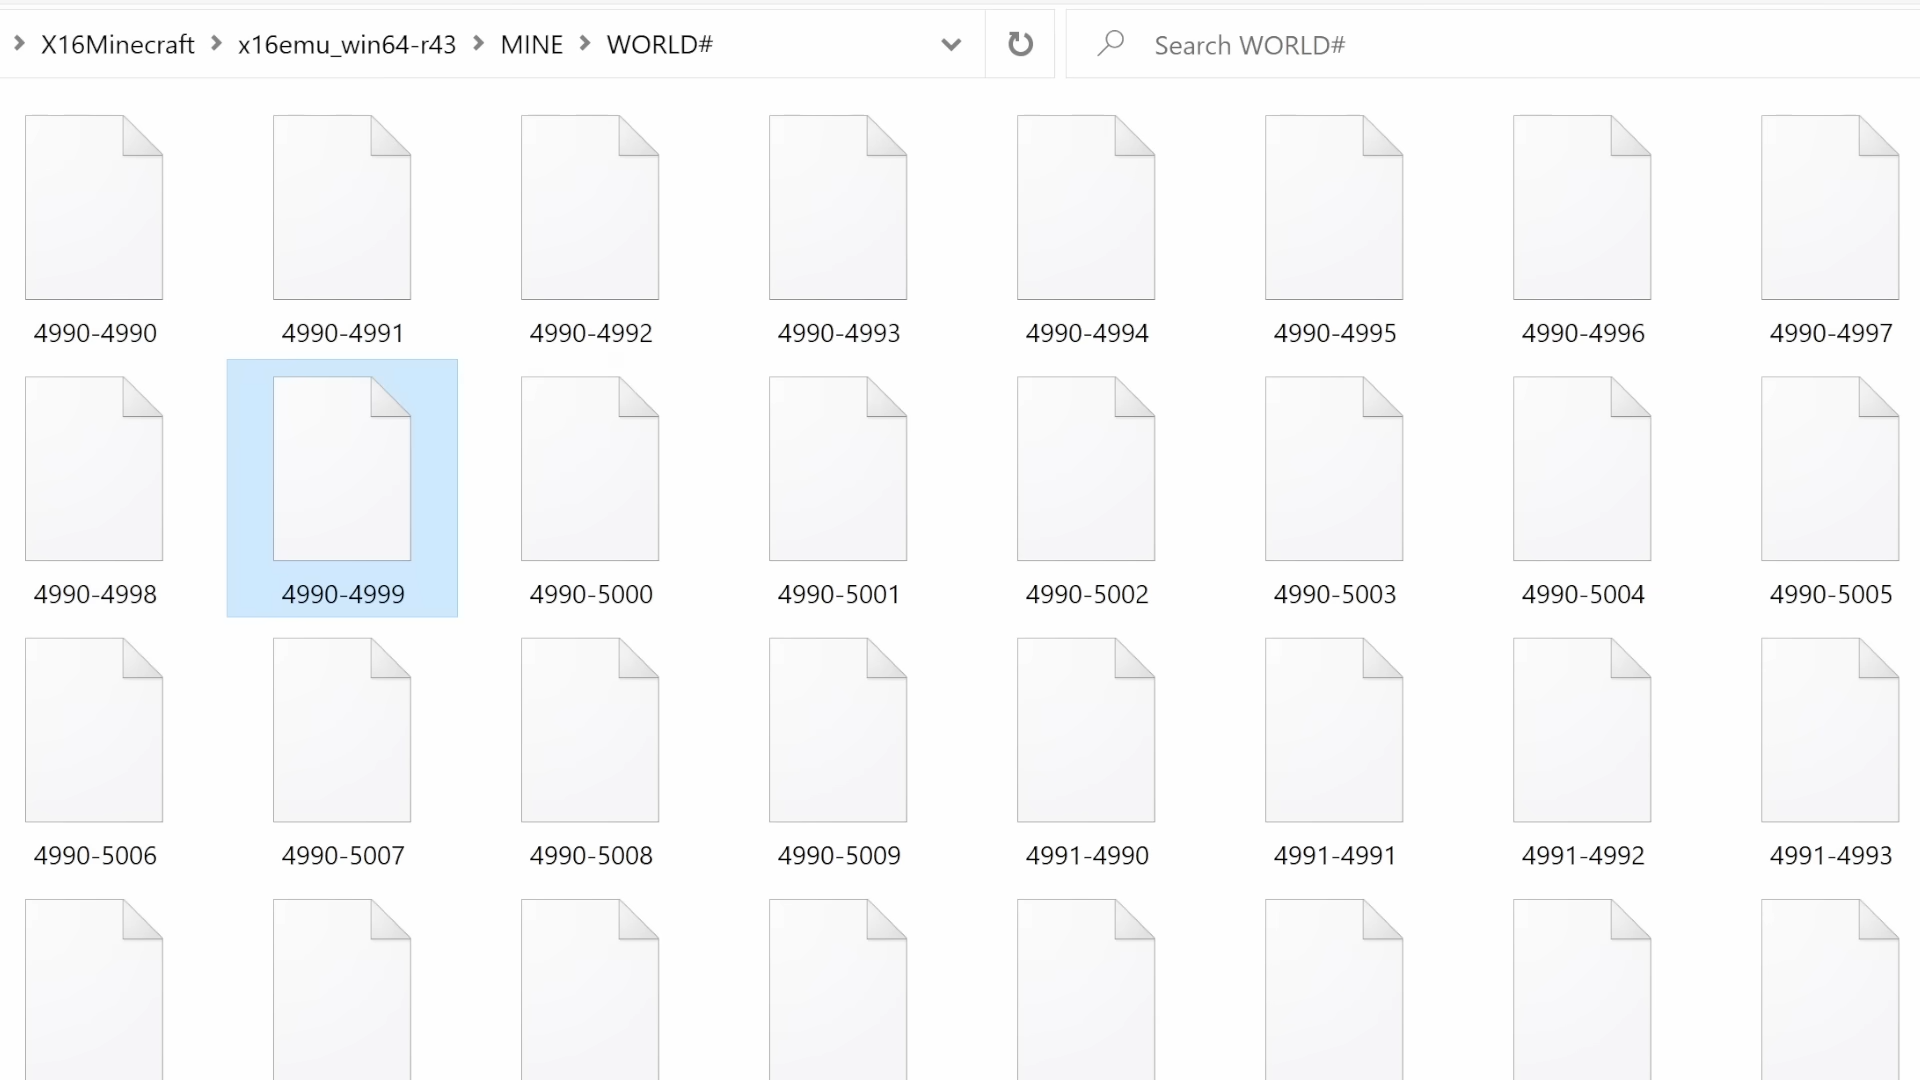 X16Minecraft x16emu_win64-r43 MINE WORLD# Search WORLD#
4990-4990 4990-4991 4990-4992 4990-4993 4990-4994 4990-4995 4990-4996 4990-4997
4990-4998 4990-4999 4990-5000 4990-5001 4990-5002 4990-5003 4990-5004 4990-5005
4990-5006 4990-5007 4990-5008 4990-5009 4991-4990 4991-4991 4991-4992 4991-4993